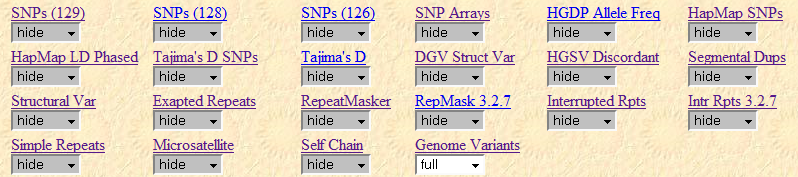 SNPs (129) SNPs (128) SNPs (126) SNP Arrays HGDP Allele Freq HapMap SNPs
hide hide hide hide hide hide
HapMap LD Phased Tajima's D SNPs Tajima's D DGV Struct Var HGSV Discordant Segmental Dups
hide hide hide hide hide hide
Structural Var Exapted Repeats RepeatMasker RepMask 3.2.7 Interrupted Rpts Intr Rpts 3.2.7
hide hide hide hide hide hide
Simple Repeats Microsatellite Self Chain Genome Variants
hide hide hide full